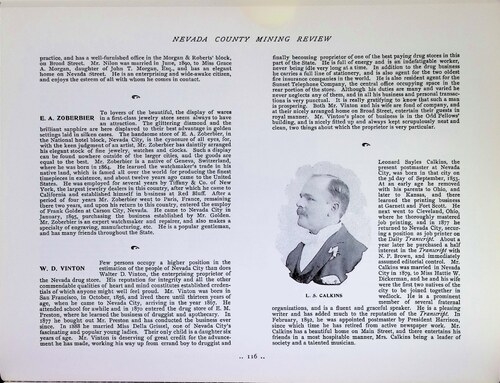 NEVADA COUNTY MINING REVIEW
practice, and has a well-furnished office in the Morgan & Roberts' block,
on Broad Street. Mr. Nilon was married in June, 1890, to Miss Grace
A. Morgan, daughter of John T. Morgan, Esq., and has an elegant
home on Nevada Street. He is an enterprising and wide-awake citizen,
and enjoys the esteem of all with whom he comes in contact.
E. A. ZOBERBIER
To lovers of the beautiful, the display of wares
in a first-class jewelry store seem always to have
an attraction. The glittering diamond and the
brilliant sapphire are here displayed to their best advantage in golden
settings laid in silken cases. The handsome store of E. A. Zoberbier, in
the National hotel block, Nevada City, is the cynosure of all eyes, for
with the keen judgment of an artist, Mr. Zoberbier has daintily arranged
his elegant stock of fine jewelry, watches and clocks. Such a display
can be found nowhere outside of the larger cities, and the goods are
equal to the best. Mr. Zoberbier is a native of Geneva, Switzerland,
where he was born in 1864. He learned the watchmaker's trade in his
native land, which is famed all over the world for producing the finest
timepieces in existence, and about twelve years ago came to the United
States. He was employed for several years by Tiffany & Co. of New
York, the largest jewelry dealers in this country, after which he came to
California and established himself in business at Red Bluff. After a
period of four years Mr. Zoberbier went to Paris, France, remaining
there two years, and upon his return to this country, entered the employ
of Frank Golden at Carson City, Nevada. He came to Nevada City in
January, 1895, purchasing the business established by Mr. Golden.
Mr. Zoberbier is an expert watchmaker and repairer, and also makes a
specialty of engraving, manufacturing, etc. He is a popular gentleman,
and has many friends throughout the State.
W. D. VINTON
Few persons occupy a higher position in the
estimation of the people of Nevada City than does
Walter D. Vinton, the enterprising proprietor of
the Nevada drug store. His reputation for integrity and all the other
commendable qualities of heart and mind constitutes established creden-
tials of which anyone might well feel proud. Mr. Vinton was born in
San Francisco, in October, 1856, and lived there until thirteen years of
age, when he came to Nevada City, arriving in the year 1867. He
attended school for awhile and in 1870 entered the drug store of E. M.
Preston, where he learned the business of druggist and apothecary. In
1877 he bought out Mr. Preston and has conducted the business ever
since. In 1888 he married Miss Della Grissel, one of Nevada City's
fascinating and popular young ladies. Their only child is a daughter six
years of age. Mr. Vinton is deserving of great credit for the advance-
ment he has made, working his way up from errand boy to druggist and
finally becoming proprietor of one of the best paying drug stores in this
part of the State. He is full of energy and is an indefatigable worker,
never being idle very long at a time. In addition to the drug business
he carries a full line of stationery, and is also agent for the two oldest
fire insurance companies in the world. He is also resident agent for the
Sunset Telephone Company, the central office occupying space in the
rear portion of the store. Although his duties are many and varied he
never neglects any of them, and in all his business and personal transac-
tions is very punctual. It is really gratifying to know that such a man
is prospering. Both Mr. Vinton and his wife are fond of company, and
at their nicely arranged home on Broad Street, entertain their guests in
royal manner. Mr. Vinton's place of business is in the Odd Fellows'
building, and is nicely fitted up and always kept scrupulously neat and
clean, two things about which the proprietor is very particular.
L. S. CALKINS
Leonard Sayles Calkins, the
present postmaster at Nevada
City, was born in that city on
the 3d day of September, 1853.
At an early age he removed
with his parents to Ohio, and
later to Kansas, and there
learned the printing business
at Garnett and Fort Scott. He
next went to Cleveland, Ohio,
where he thoroughly mastered
job printing, and in 1877 he
returned to Nevada City, secur-
ing a position as job printer on
the Daily Transcript. About a
year later he purchased a half
interest in the Transcript with
N. P. Brown, and immediately
assumed editorial control. Mr.
Calkins was married in Nevada
City in 1879, to Miss Hattie W.
Dickerman, and he and his wife
were the first two natives of the
city to be joined together in
wedlock. He is a prominent
member of several fraternal
organizations, and is a fluent and graceful speaker. He is a pleasing
writer and has added much to the reputation of the Transcript. In
February, 1892, he was appointed postmaster by President Harrison,
since which time he has retired from active newspaper work. Mr.
Calkins has a beautiful home on Main Street, and there entertains his
friends in a most hospitable manner, Mrs. Calkins being a leader of
society and a talented musician.
.. 116 ..